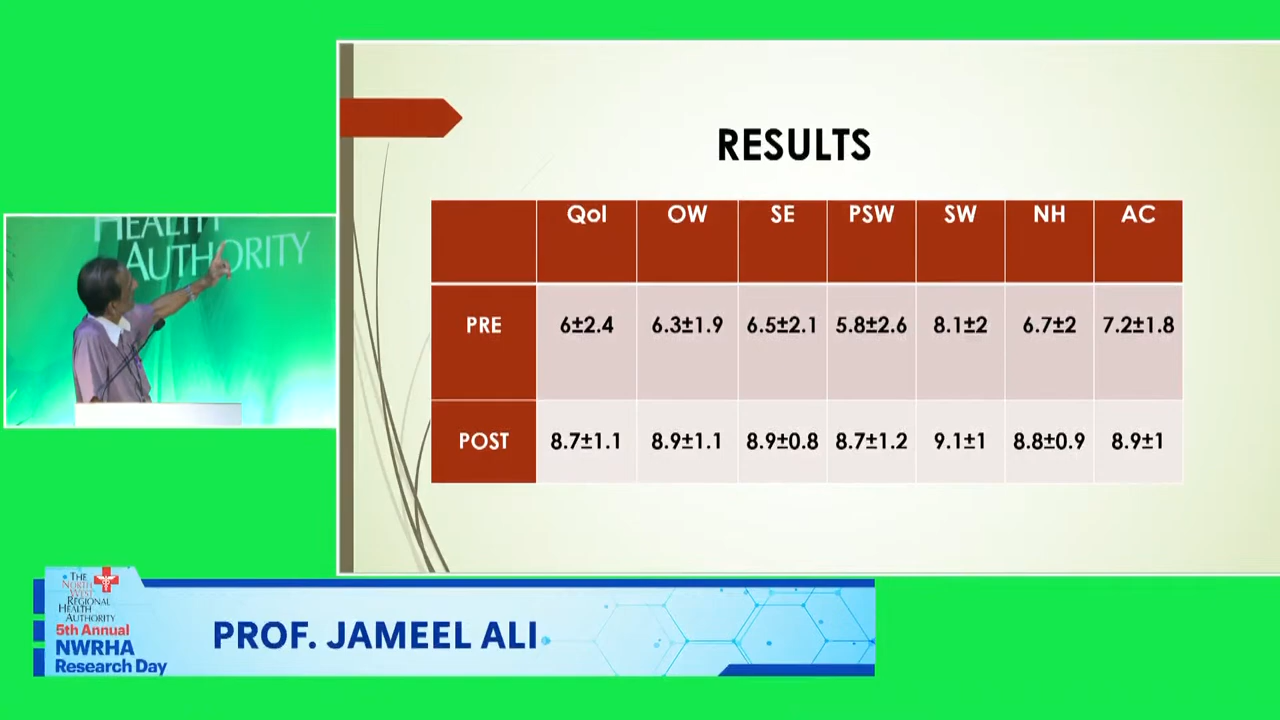 HEALTH
AUTHORITY
RESULTS
Qol OW SE PSW SW NH AC
PRE 6±2.4 6.3±1.9 6.5±2.1 5.8±2.6 8.1±2 6.7±2 7.2±1.8
POST 8.7±1.1 8.9±1.1 8.9±0.8 8.7±1.2 9.1±1 8.8±0.9 8.9±1
THE
NORTH
WEST
REGIONAL
HEALTH
AUTHORITY
5th Annual
NWRHA
Research Day
PROF. JAMEEL ALI